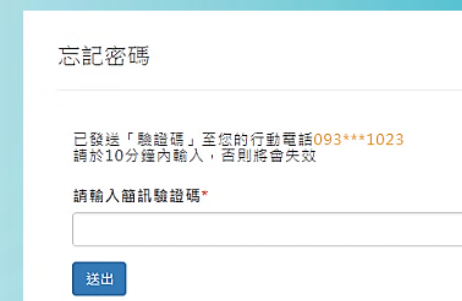 忘記密碼
已發送「驗證碼」至您的行動電話093***1023
請於10分鐘內輸入，否則將會失效
請輸入簡訊驗證碼*
送出